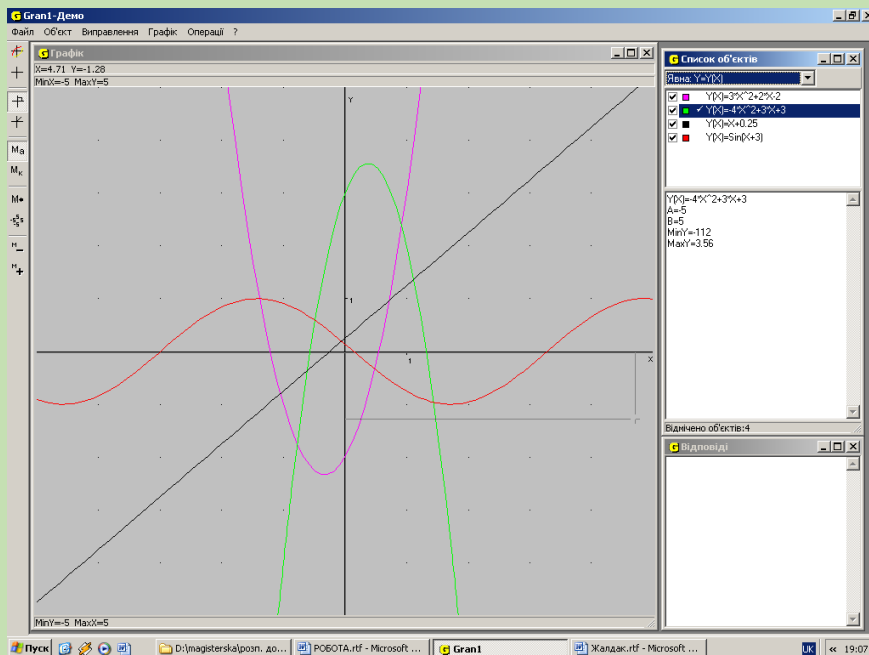 Gran1-Демо
Файл Об'єкт Виправлення Графік Операції ?
Графік
X=4.71 Y=-1.28
MinX=-5 MaxY=5
Y
1
1
X
MinY=-5 MaxX=5
Список об'єктів
Явна: Y=Y(X)
Y(X)=3*X^2+2*X-2
Y(X)=-4*X^2+3*X+3
Y(X)=X+0.25
Y(X)=Sin(X+3)
Y(X)=-4*X^2+3*X+3
A=-5
B=5
MinY=-112
MaxY=3.56
Відмічено об'єктів:4
Відповіді
Пуск
D:\magisterska\розп. до...
РОБОТА.rtf - Microsoft ...
Gran1
Жалдак.rtf - Microsoft ...
UK
« 19:07